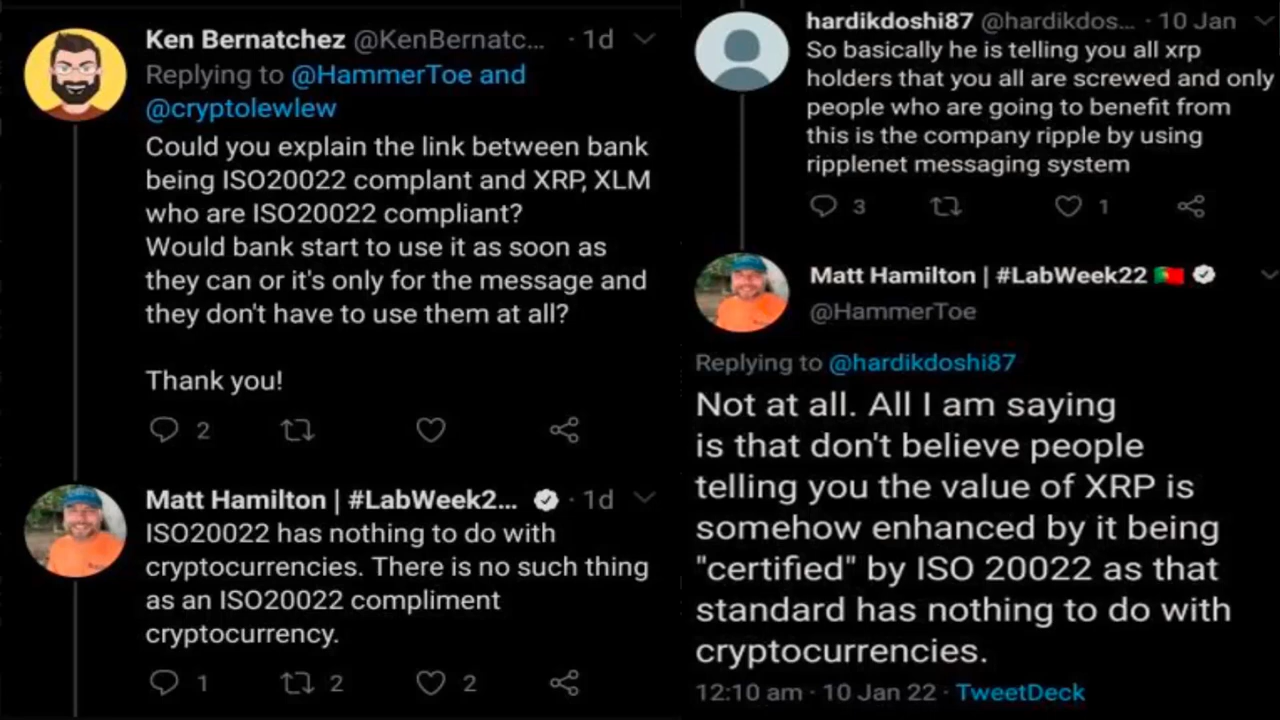 Ken Bernatchez @KenBernatc... · 1d
Replying to @HammerToe and
@cryptolewlew
Could you explain the link between bank
being ISO20022 complant and XRP, XLM
who are ISO20022 compliant?
Would bank start to use it as soon as
they can or it's only for the message and
they don't have to use them at all?
Thank you!
2
Matt Hamilton | #LabWeek2... · 1d
ISO20022 has nothing to do with
cryptocurrencies. There is no such thing
as an ISO20022 compliment
cryptocurrency.
1 2 2
hardikdoshi87 @hardikdos... · 10 Jan
So basically he is telling you all xrp
holders that you all are screwed and only
people who are going to benefit from
this is the company ripple by using
ripplenet messaging system
3 1
Matt Hamilton | #LabWeek22 🇵🇹
@HammerToe
Replying to @hardikdoshi87
Not at all. All I am saying
is that don't believe people
telling you the value of XRP is
somehow enhanced by it being
"certified" by ISO 20022 as that
standard has nothing to do with
cryptocurrencies.
12:10 am · 10 Jan 22 · TweetDeck